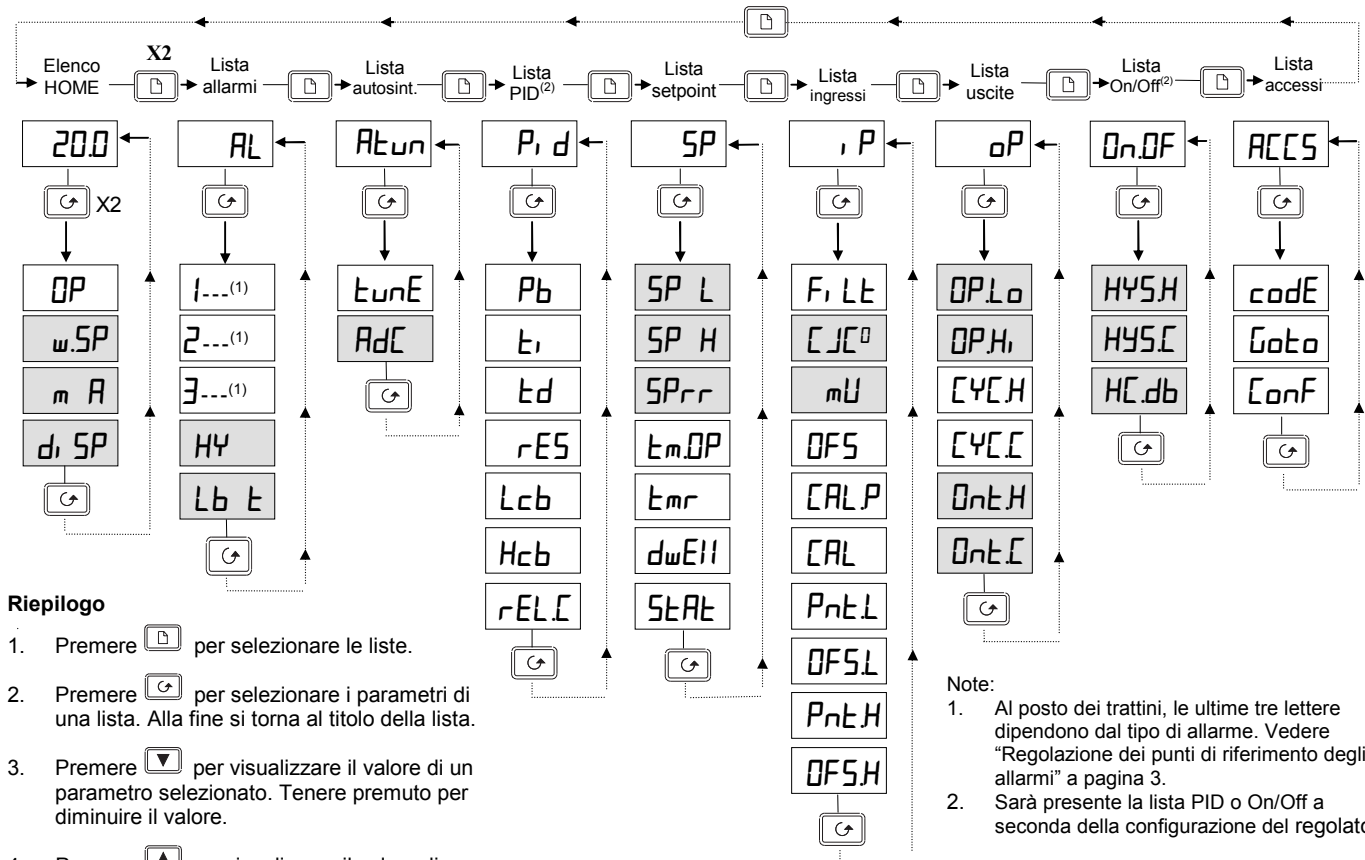 X2
Elenco HOME
Lista allarmi
Lista autosint.
Lista PID(2)
Lista setpoint
Lista ingressi
Lista uscite
Lista On/Off(2)
Lista accessi
20.0
X2
OP
w.SP
m A
di SP
AL
1---(1)
2---(1)
3---(1)
HY
Lb t
Atun
tunE
AdC
Pi d
Pb
ti
td
rES
Lcb
Hcb
rEL.C
SP
SP L
SP H
SPrr
tm.OP
tmr
dwEll
StAt
i P
Fi Lt
CJC°
mV
OFS
CAL.P
CAL
Pnt.L
OFS.L
Pnt.H
OFS.H
oP
OP.Lo
OP.Hi
CYC.H
CYC.C
Ont.H
Ont.C
On.OF
HYS.H
HYS.C
HC.db
ACCS
codE
Goto
ConF
Riepilogo
1. Premere per selezionare le liste.
2. Premere per selezionare i parametri di
una lista. Alla fine si torna al titolo della lista.
3. Premere per visualizzare il valore di un
parametro selezionato. Tenere premuto per
diminuire il valore.
Note:
1. Al posto dei trattini, le ultime tre lettere
dipendono dal tipo di allarme. Vedere
"Regolazione dei punti di riferimento degli
allarmi" a pagina 3.
2. Sarà presente la lista PID o On/Off a
seconda della configurazione del